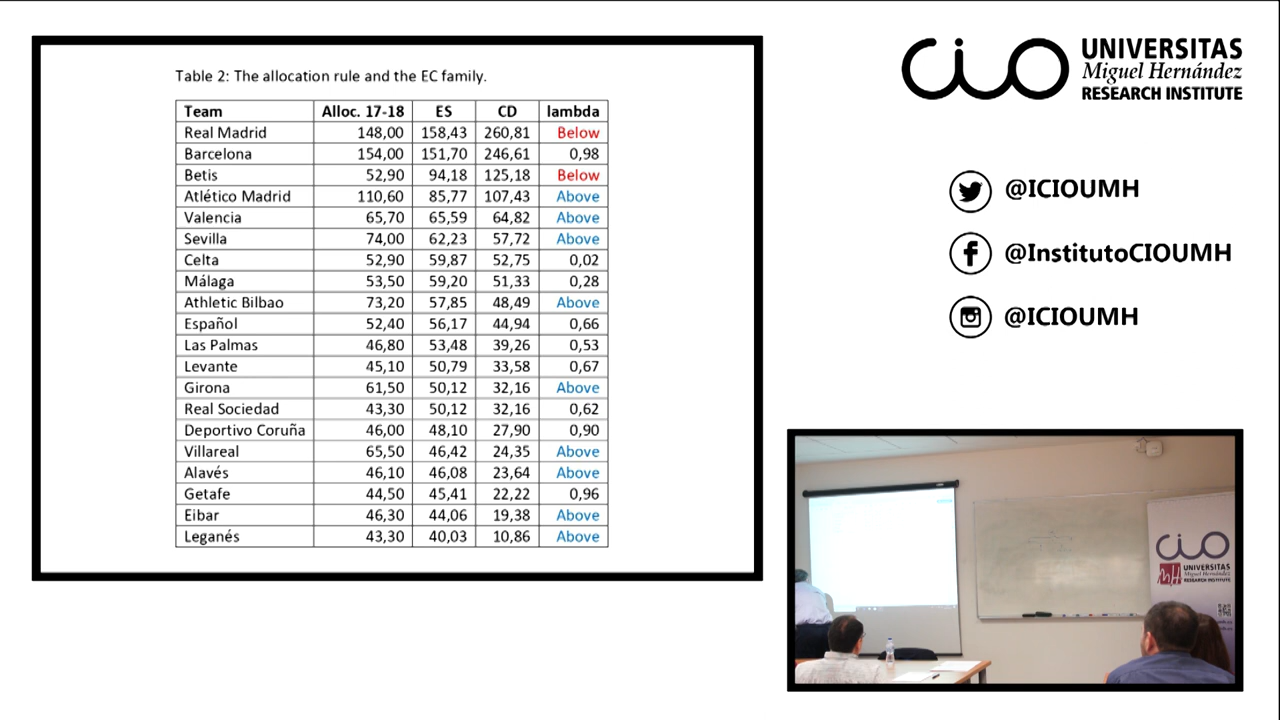 Table 2: The allocation rule and the EC family.
Team Alloc. 17-18 ES CD lambda
Real Madrid 148,00 158,43 260,81 Below
Barcelona 154,00 151,70 246,61 0,98
Betis 52,90 94,18 125,18 Below
Atlético Madrid 110,60 85,77 107,43 Above
Valencia 65,70 65,59 64,82 Above
Sevilla 74,00 62,23 57,72 Above
Celta 52,90 59,87 52,75 0,02
Málaga 53,50 59,20 51,33 0,28
Athletic Bilbao 73,20 57,85 48,49 Above
Español 52,40 56,17 44,94 0,66
Las Palmas 46,80 53,48 39,26 0,53
Levante 45,10 50,79 33,58 0,67
Girona 61,50 50,12 32,16 Above
Real Sociedad 43,30 50,12 32,16 0,62
Deportivo Coruña 46,00 48,10 27,90 0,90
Villareal 65,50 46,42 24,35 Above
Alavés 46,10 46,08 23,64 Above
Getafe 44,50 45,41 22,22 0,96
Eibar 46,30 44,06 19,38 Above
Leganés 43,30 40,03 10,86 Above
cio UNIVERSITAS
Miguel Hernández
RESEARCH INSTITUTE
@ICIOUMH
@InstitutoCIOUMH
@ICIOUMH
cio
UNIVERSITAS
Miguel Hernández
RESEARCH INSTITUTE